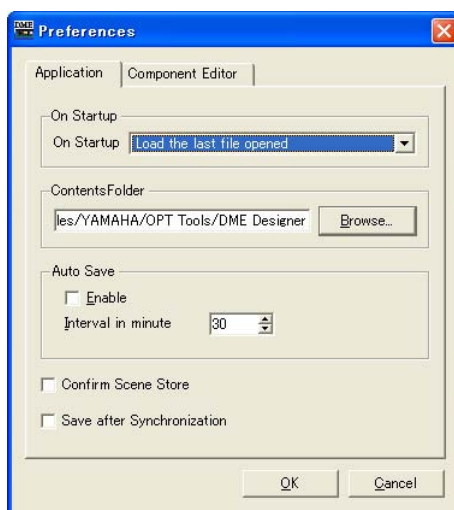 DME Preferences
Application Component Editor
On Startup
On Startup Load the last file opened
ContentsFolder
les/YAMAHA/OPT Tools/DME Designer Browse...
Auto Save
Enable
Interval in minute 30
Confirm Scene Store
Save after Synchronization
OK Cancel